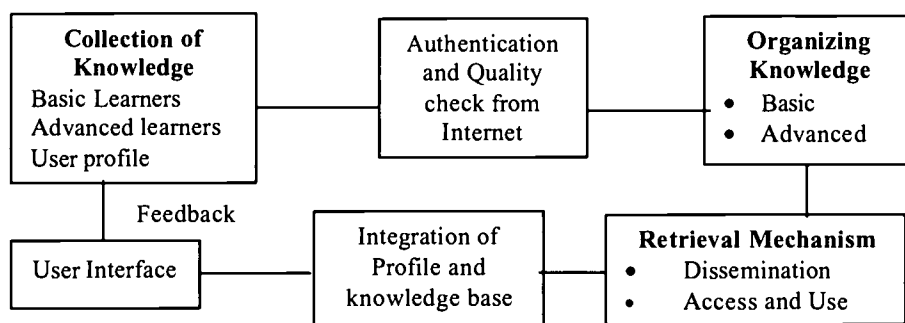 Collection of
Knowledge
Basic Learners
Advanced learners
User profile
Authentication
and Quality
check from
Internet
Organizing
Knowledge
• Basic
• Advanced
Feedback
User Interface
Integration of
Profile and
knowledge base
Retrieval Mechanism
• Dissemination
• Access and Use